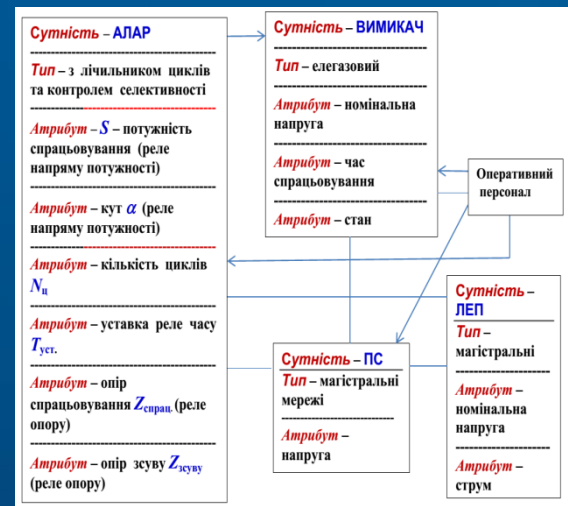 Сутність – АЛАР
Тип – з лічильником циклів
та контролем селективності
Атрибут – S – потужність
спрацьовування (реле
напряму потужності)
Атрибут – кут α (реле
напряму потужності)
Атрибут – кількість циклів
Nц
Атрибут – уставка реле часу
Tуст.
Атрибут – опір
спрацьовування Zспрац. (реле
опору)
Атрибут – опір зсуву Zзсуву
(реле опору)
Сутність – ВИМИКАЧ
Тип – елегазовий
Атрибут – номінальна
напруга
Атрибут – час
спрацьовування
Атрибут – стан
Оперативний
персонал
Сутність – ПС
Тип – магістральні
мережі
Атрибут –
напруга
Сутність –
ЛЕП
Тип –
магістральні
Атрибут –
номінальна
напруга
Атрибут –
струм